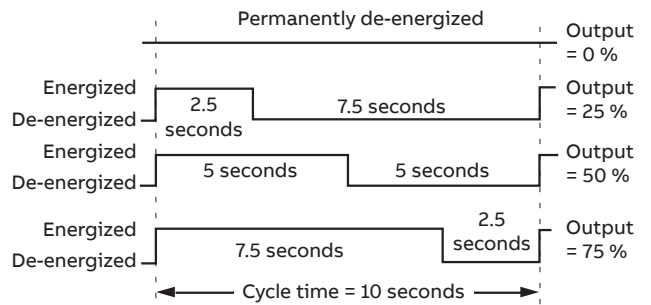 Permanently de-energized
Output
= 0 %
Energized
De-energized
2.5
seconds
7.5 seconds
Output
= 25 %
Energized
De-energized
5 seconds
5 seconds
Output
= 50 %
Energized
De-energized
7.5 seconds
2.5
seconds
Output
= 75 %
Cycle time = 10 seconds